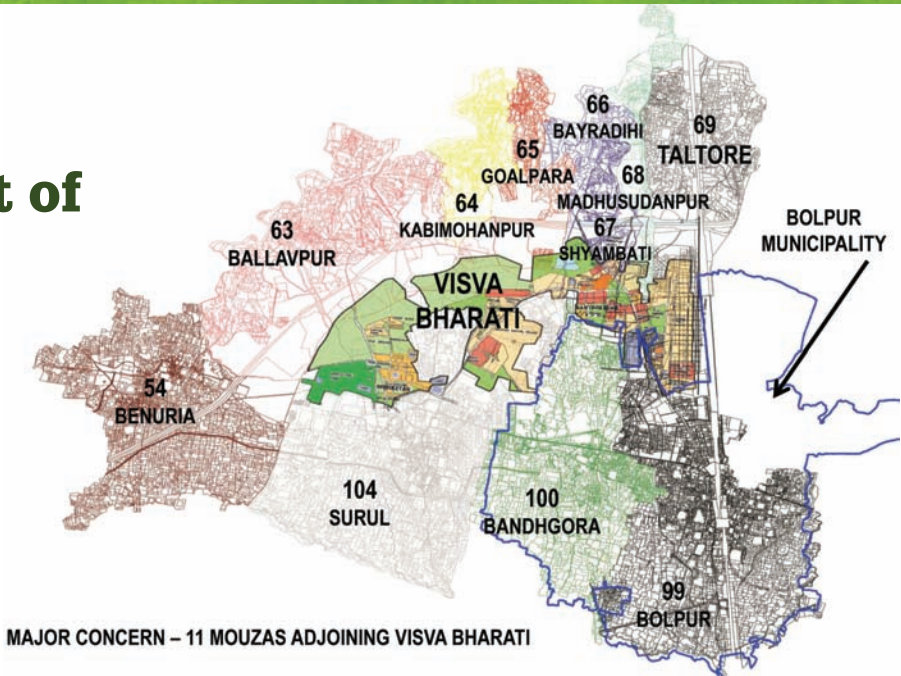 t of
66
BAYRADIHI
69
TALTORE
65
GOALPARA
68
MADHUSUDANPUR
64
KABIMOHANPUR
67
SHYAMBATI
63
BALLAVPUR
BOLPUR
MUNICIPALITY
VISVA
BHARATI
54
BENURIA
104
SURUL
100
BANDHGORA
99
BOLPUR
MAJOR CONCERN – 11 MOUZAS ADJOINING VISVA BHARATI